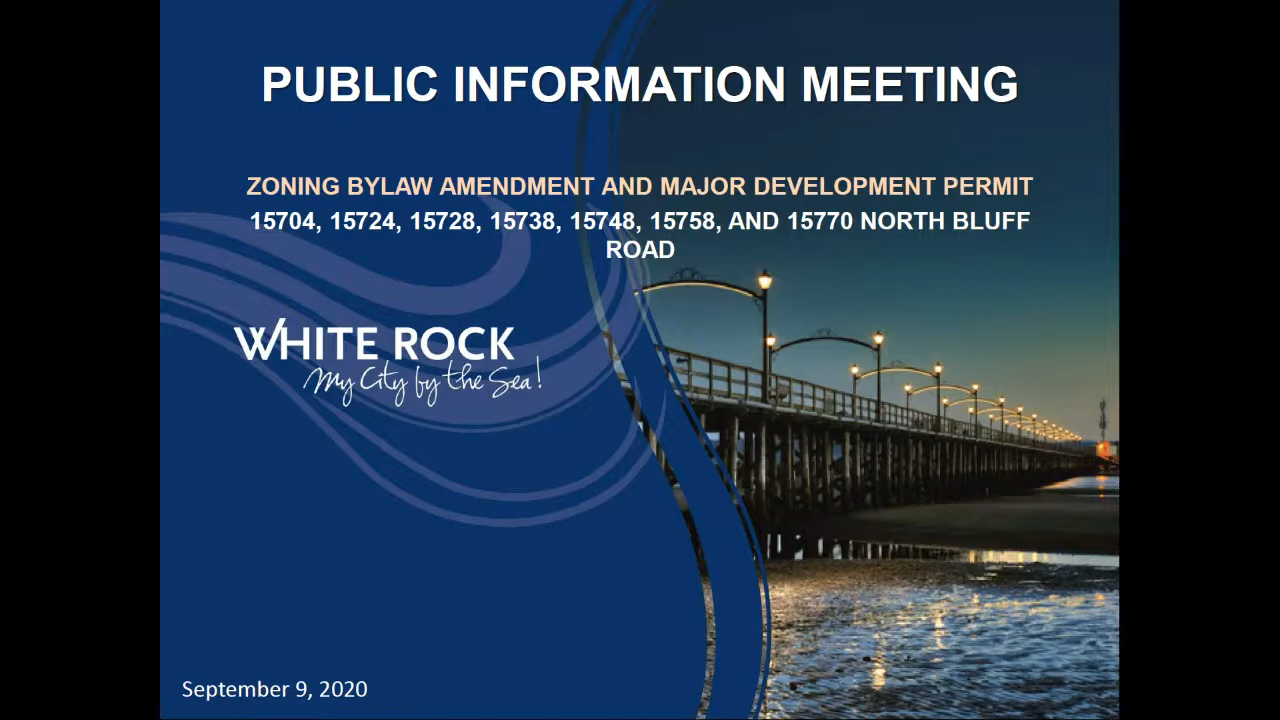 PUBLIC INFORMATION MEETING
ZONING BYLAW AMENDMENT AND MAJOR DEVELOPMENT PERMIT
15704, 15724, 15728, 15738, 15748, 15758, AND 15770 NORTH BLUFF
ROAD
WHITE ROCK
My City by the Sea!
September 9, 2020